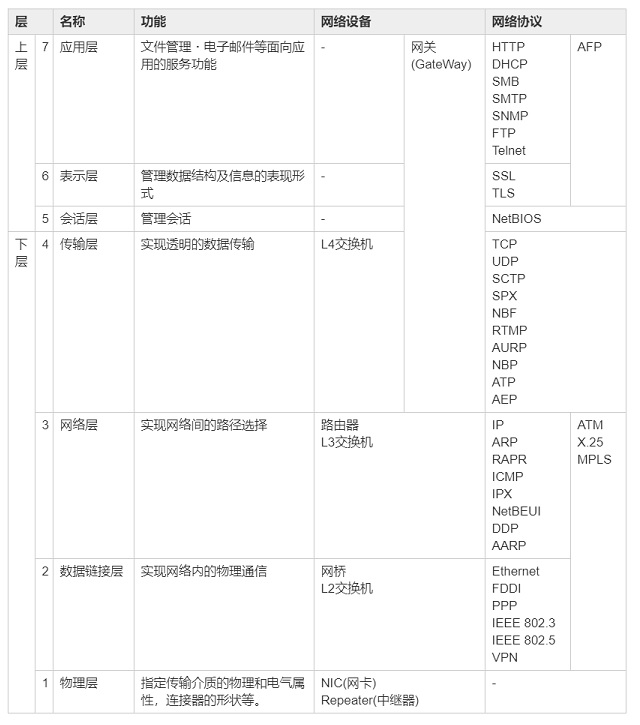 层 名称 功能 网络设备 网络协议
上层 7 应用层 文件管理・电子邮件等面向应用的服务功能 - 网关 (GateWay) HTTP AFP
DHCP
SMB
SMTP
SNMP
FTP
Telnet
6 表示层 管理数据结构及信息的表现形式 - SSL
TLS
5 会话层 管理会话 - NetBIOS
下层 4 传输层 实现透明的数据传输 L4交换机 TCP
UDP
SCTP
SPX
NBF
RTMP
AURP
NBP
ATP
AEP
3 网络层 实现网络间的路径选择 路由器 IP ATM
L3交换机 ARP X.25
RAPR MPLS
ICMP
IPX
NetBEUI
DDP
AARP
2 数据链接层 实现网络内的物理通信 网桥 Ethernet
L2交换机 FDDI
PPP
IEEE 802.3
IEEE 802.5
VPN
1 物理层 指定传输介质的物理和电气属性，连接器的形状等。 NIC(网卡) -
Repeater(中继器)